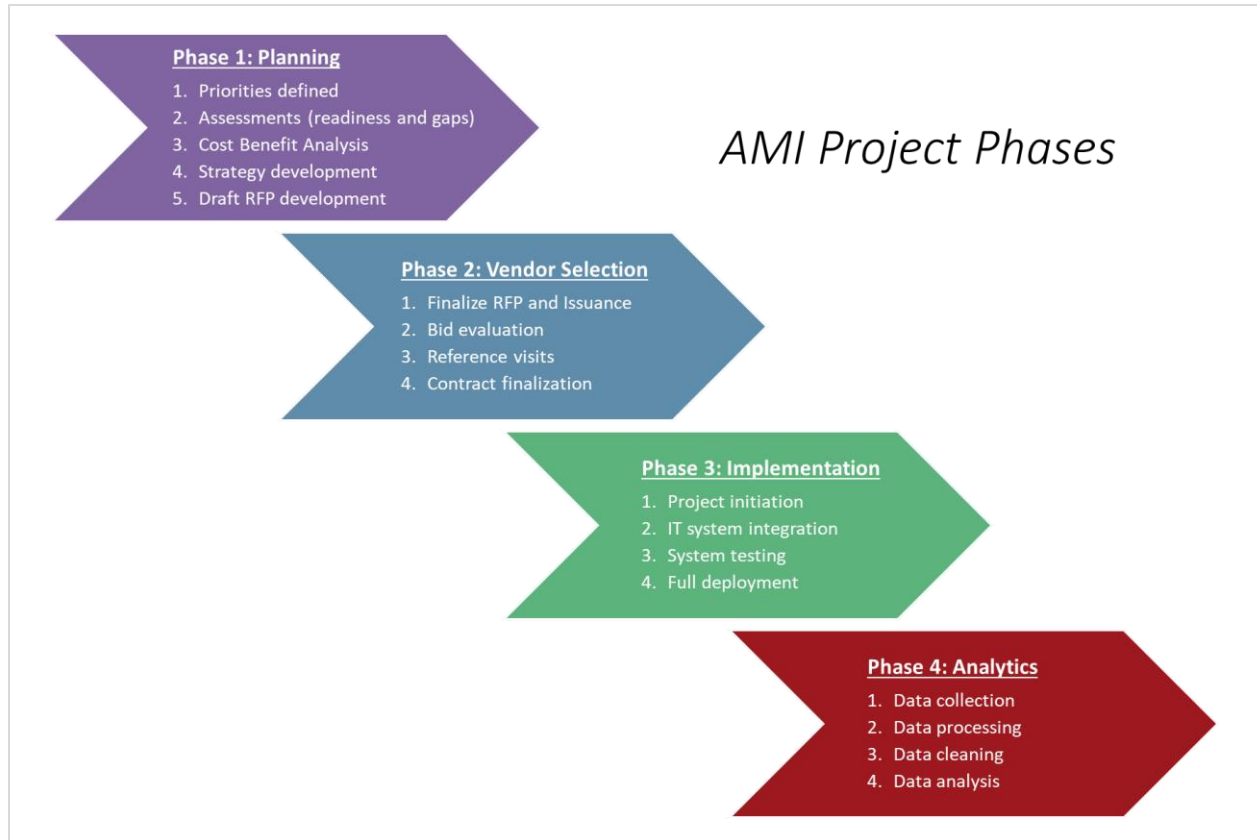 Phase 1: Planning
1. Priorities defined
2. Assessments (readiness and gaps)
3. Cost Benefit Analysis
4. Strategy development
5. Draft RFP development
AMI Project Phases
Phase 2: Vendor Selection
1. Finalize RFP and Issuance
2. Bid evaluation
3. Reference visits
4. Contract finalization
Phase 3: Implementation
1. Project initiation
2. IT system integration
3. System testing
4. Full deployment
Phase 4: Analytics
1. Data collection
2. Data processing
3. Data cleaning
4. Data analysis